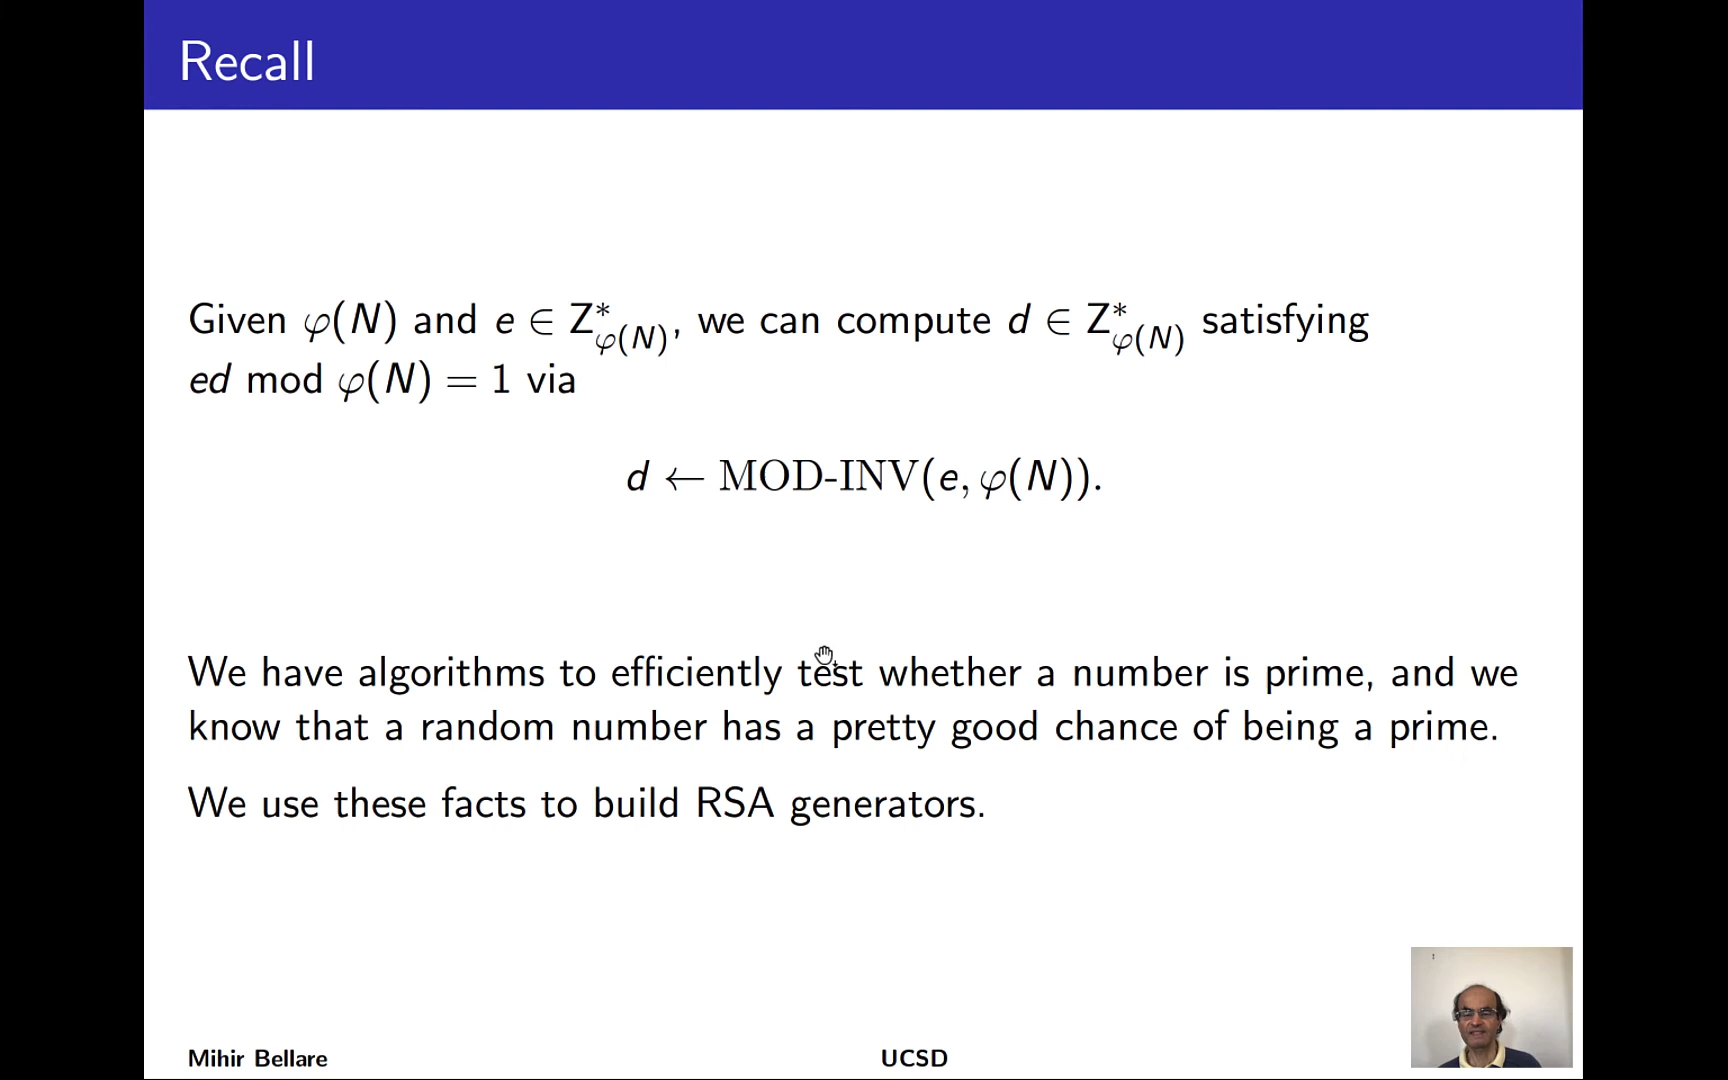 Recall
Given φ(N) and e ∈ Z*_φ(N), we can compute d ∈ Z*_φ(N) satisfying
ed mod φ(N) = 1 via
d ← MOD-INV(e, φ(N)).
We have algorithms to efficiently test whether a number is prime, and we
know that a random number has a pretty good chance of being a prime.
We use these facts to build RSA generators.
Mihir Bellare UCSD